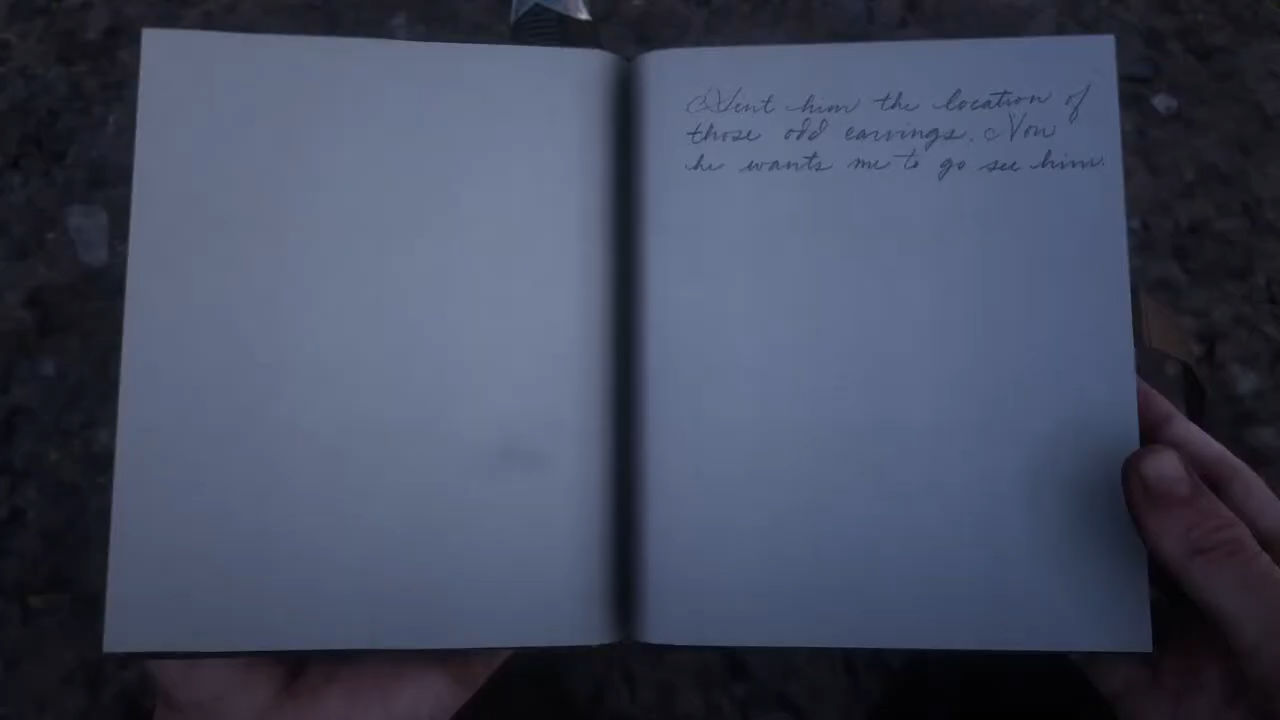 Sent him the location of
those odd carvings. Now
he wants me to go see him.